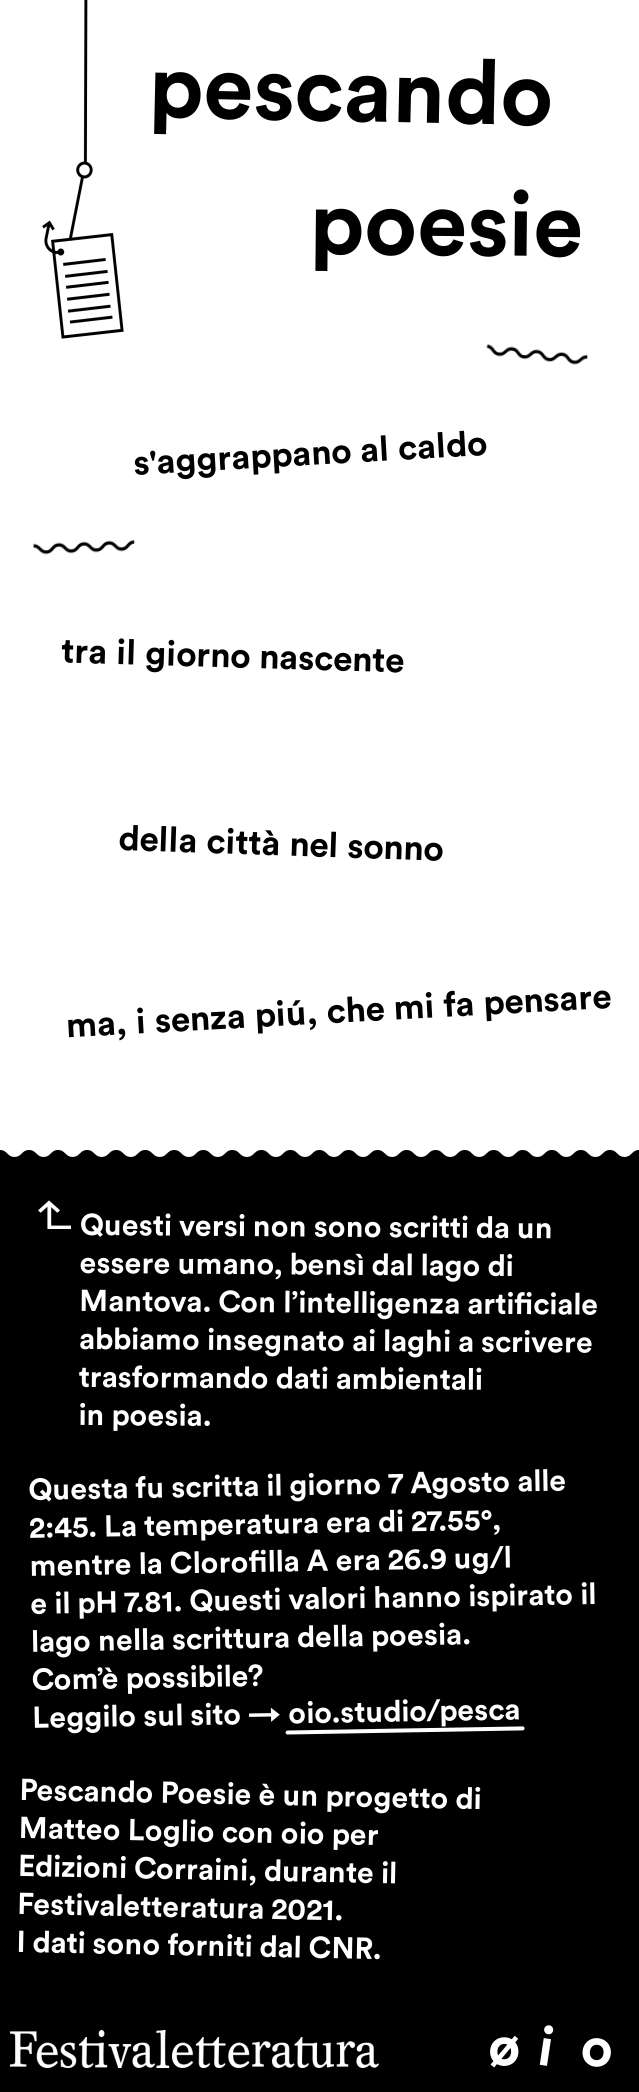 pescando
poesie
s'aggrappano al caldo
tra il giorno nascente
della città nel sonno
ma, i senza piú, che mi fa pensare
Questi versi non sono scritti da un
essere umano, bensì dal lago di
Mantova. Con l’intelligenza artificiale
abbiamo insegnato ai laghi a scrivere
trasformando dati ambientali
in poesia.
Questa fu scritta il giorno 7 Agosto alle
2:45. La temperatura era di 27.55°,
mentre la Clorofilla A era 26.9 ug/l
e il pH 7.81. Questi valori hanno ispirato il
lago nella scrittura della poesia.
Com’è possibile?
Leggilo sul sito → oio.studio/pesca
Pescando Poesie è un progetto di
Matteo Loglio con oio per
Edizioni Corraini, durante il
Festivaletteratura 2021.
I dati sono forniti dal CNR.
Festivaletteratura
ø i o